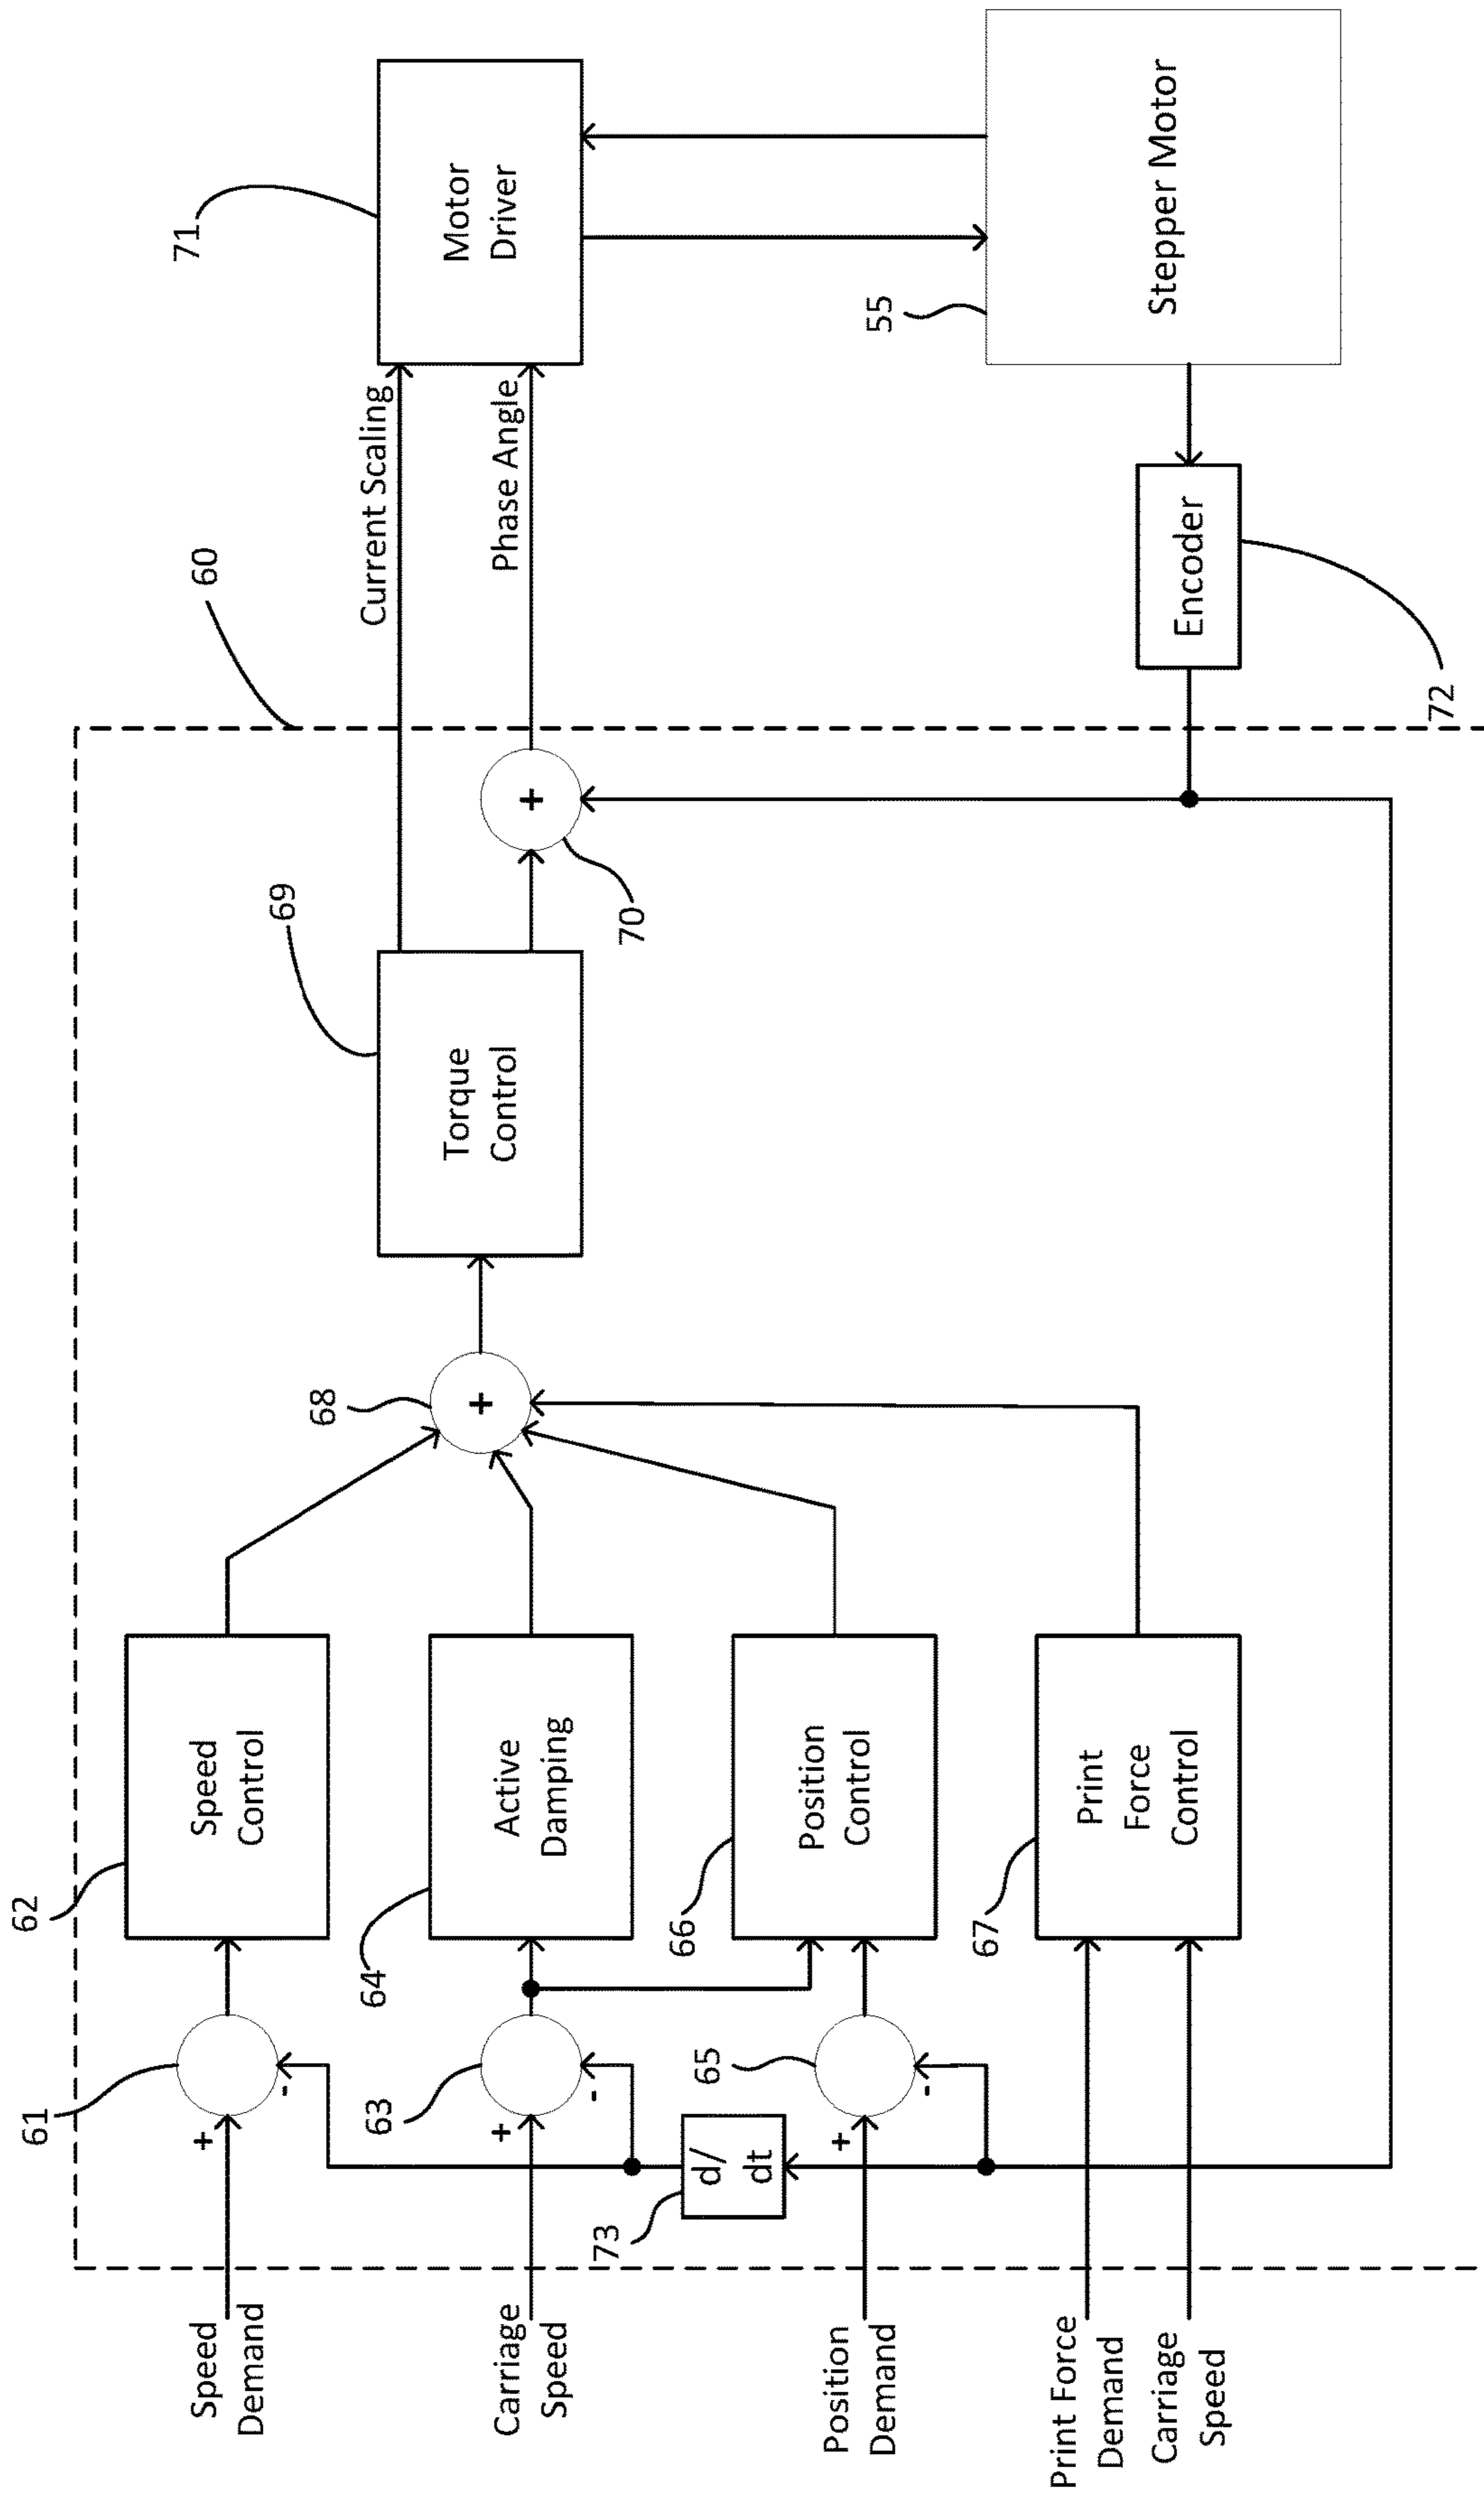 Speed
Demand
+
-
61
62
Speed
Control
Carriage
Speed
+
-
63
64
Active
Damping
73
d/
dt
Position
Demand
+
-
65
66
Position
Control
Print Force
Demand
Carriage
Speed
67
Print
Force
Control
68
+
69
Torque
Control
70
+
60
Current Scaling
Phase Angle
71
Motor
Driver
55
Stepper Motor
Encoder
72